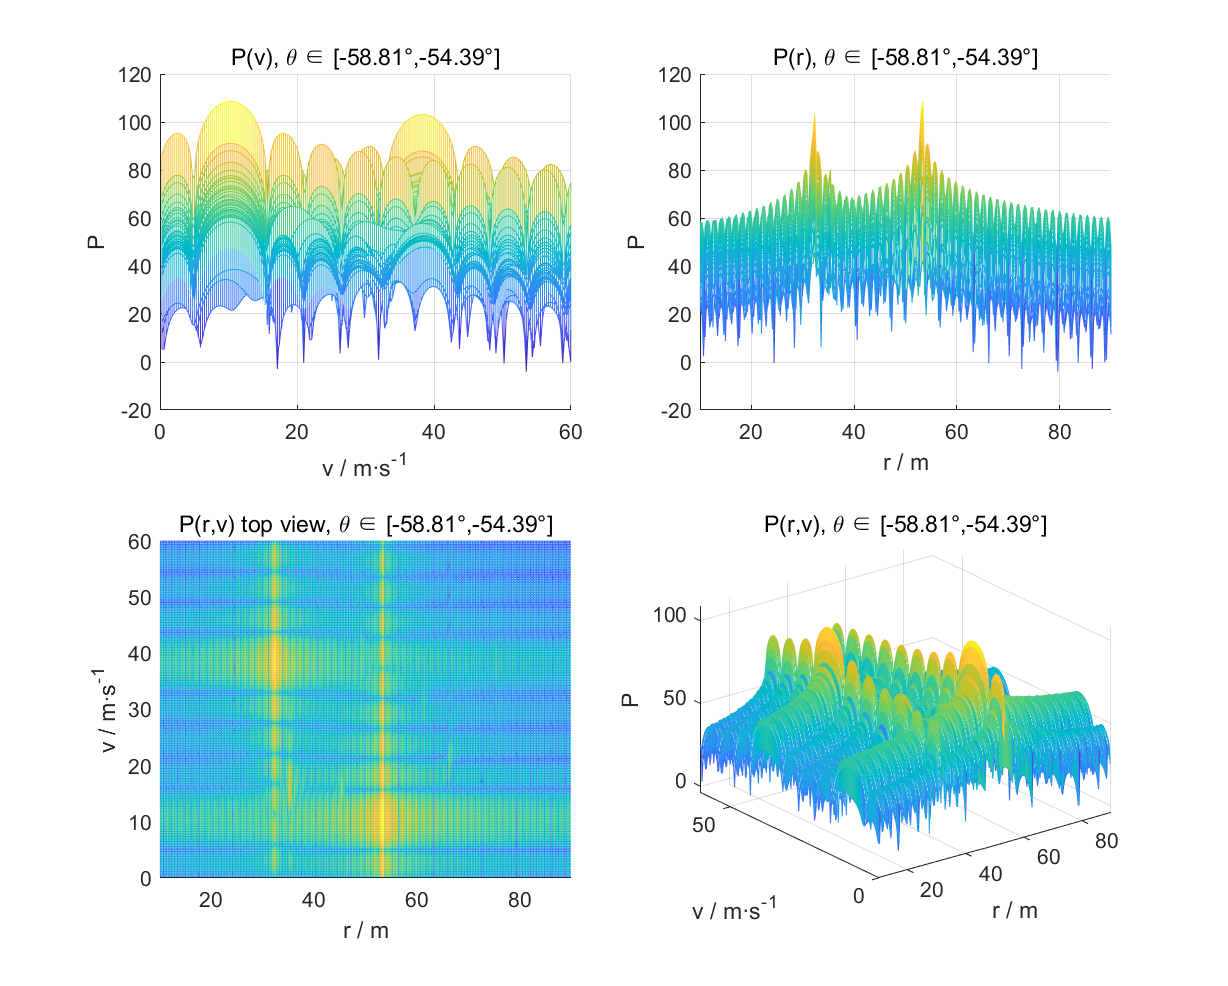 P(v), θ ∈ [-58.81°,-54.39°]
120
100
80
60
40
20
0
-20
P
0 20 40 60
v / m·s-1
P(r), θ ∈ [-58.81°,-54.39°]
120
100
80
60
40
20
0
-20
P
20 40 60 80
r / m
P(r,v) top view, θ ∈ [-58.81°,-54.39°]
60
50
40
30
20
10
0
v / m·s-1
20 40 60 80
r / m
P(r,v), θ ∈ [-58.81°,-54.39°]
100
50
0
P
50
0
v / m·s-1
20 40 60 80
r / m